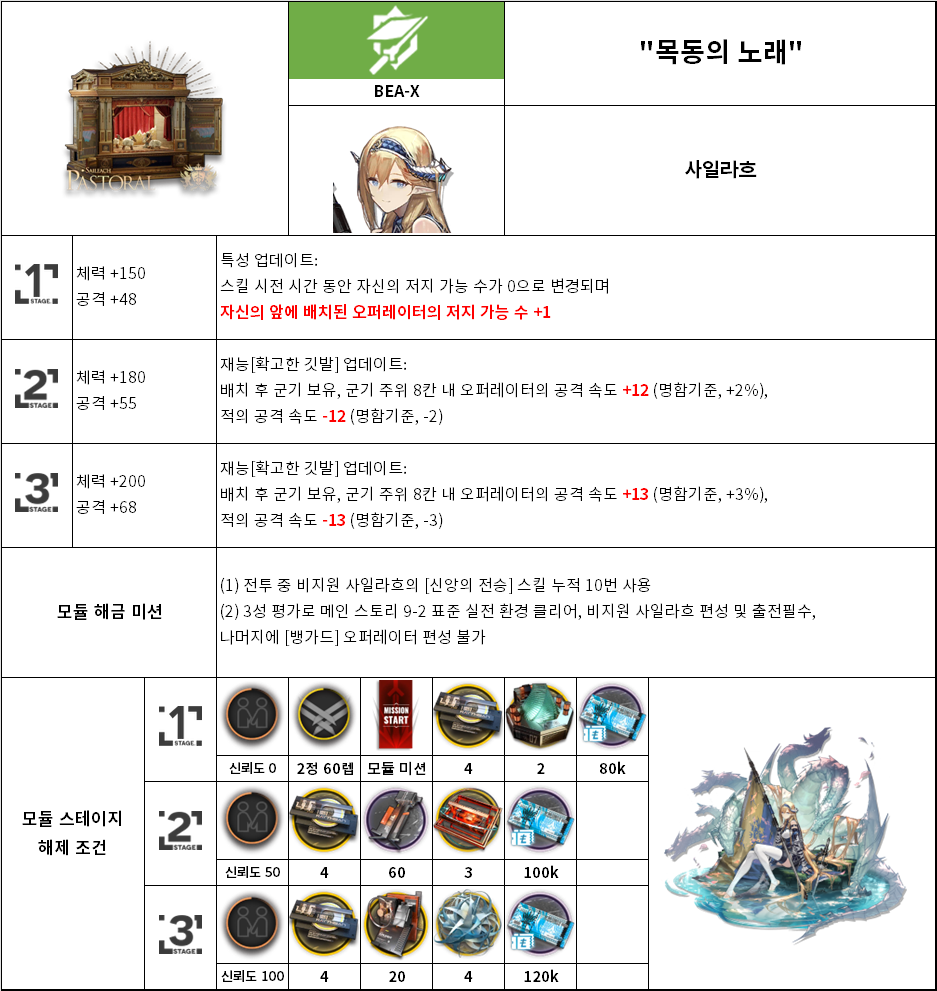 SAILEACH
PASTORAL
BEA-X
"목동의 노래"
사일라흐
1
STAGE.
체력 +150
공격 +48
특성 업데이트:
스킬 시전 시간 동안 자신의 저지 가능 수가 0으로 변경되며
자신의 앞에 배치된 오퍼레이터의 저지 가능 수 +1
2
STAGE.
체력 +180
공격 +55
재능[확고한 깃발] 업데이트:
배치 후 군기 보유, 군기 주위 8칸 내 오퍼레이터의 공격 속도 +12 (명함기준, +2%),
적의 공격 속도 -12 (명함기준, -2)
3
STAGE.
체력 +200
공격 +68
재능[확고한 깃발] 업데이트:
배치 후 군기 보유, 군기 주위 8칸 내 오퍼레이터의 공격 속도 +13 (명함기준, +3%),
적의 공격 속도 -13 (명함기준, -3)
모듈 해금 미션
(1) 전투 중 비지원 사일라흐의 [신앙의 전승] 스킬 누적 10번 사용
(2) 3성 평가로 메인 스토리 9-2 표준 실전 환경 클리어, 비지원 사일라흐 편성 및 출전필수,
나머지에 [뱅가드] 오퍼레이터 편성 불가
모듈 스테이지
해제 조건
1
STAGE.
MISSION
START
신뢰도 0
2정 60렙
모듈 미션
4
2
80k
2
STAGE.
신뢰도 50
4
60
3
100k
3
STAGE.
신뢰도 100
4
20
4
120k